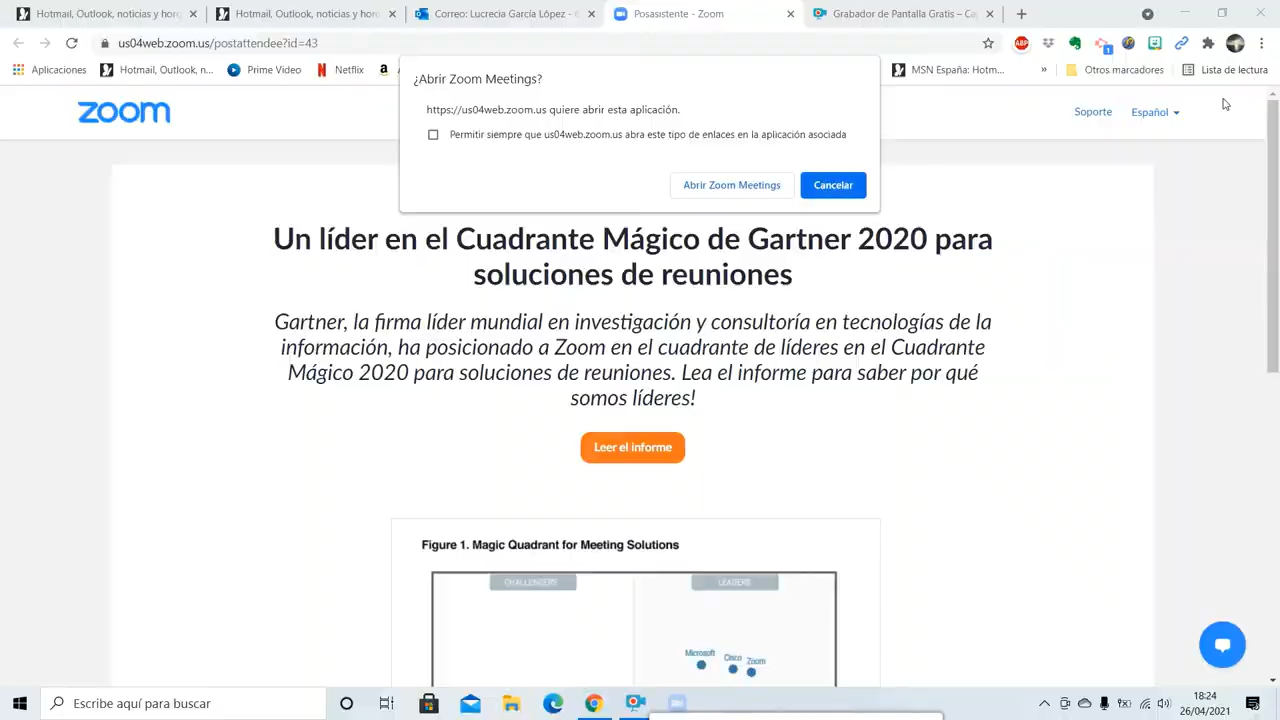 Hotmail, Outlook, noticias y horo
Hotmail, Outlook, noticias y horo
Correo: Lucrecia García López -
Posasistente - Zoom
Grabador de Pantalla Gratis – Ca
us04web.zoom.us/postattendee?id=43
ABP
1
Aplicaciones
Hotmail, Outlook, n...
Prime Video
Netflix
MSN España: Hotm...
»
Otros marcadores
Lista de lectura
¿Abrir Zoom Meetings?
https://us04web.zoom.us quiere abrir esta aplicación.
Permitir siempre que us04web.zoom.us abra este tipo de enlaces en la aplicación asociada
Abrir Zoom Meetings
Cancelar
zoom
Soporte
Español
Un líder en el Cuadrante Mágico de Gartner 2020 para
soluciones de reuniones
Gartner, la firma líder mundial en investigación y consultoría en tecnologías de la
información, ha posicionado a Zoom en el cuadrante de líderes en el Cuadrante
Mágico 2020 para soluciones de reuniones. Lea el informe para saber por qué
somos líderes!
Leer el informe
Figure 1. Magic Quadrant for Meeting Solutions
CHALLENGERS
LEADERS
Microsoft
Cisco
Zoom
Escribe aquí para buscar
18:24
26/04/2021